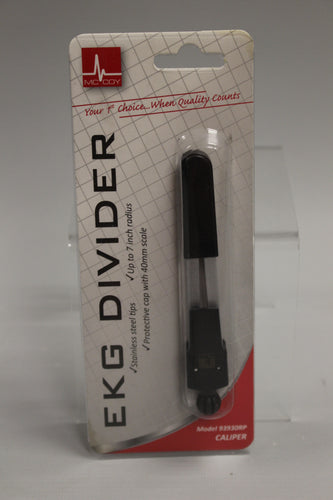 MCCOY
Your 1st Choice...When Quality Counts
EKG DIVIDER
✓Stainless steel tips
✓Up to 7 inch radius
✓Protective cap with 40mm scale
Model 93930RP
CALIPER